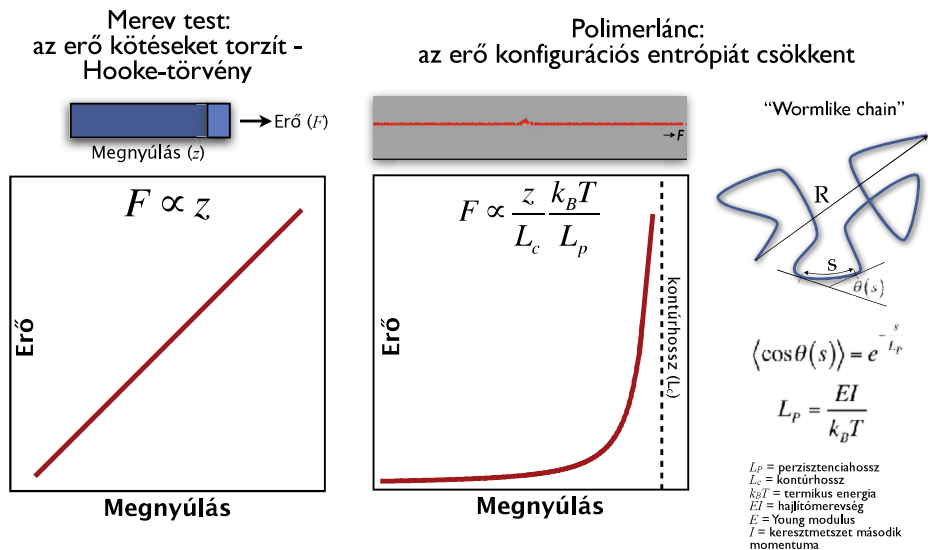 Merev test:
az erő kötéseket torzít -
Hooke-törvény
Erő (F)
Megnyúlás (z)
F ∝ z
Erő
Megnyúlás
Polimerlánc:
az erő konfigurációs entrópiát csökkent
→ F
F ∝ z/L_c k_BT/L_p
Erő
kontúrhossz (L_c)
Megnyúlás
“Wormlike chain”
R
s
θ(s)
⟨cosθ(s)⟩ = e^(-s/L_P)
L_P = EI/k_BT
L_P = perzisztenciahossz
L_c = kontúrhossz
k_BT = termikus energia
EI = hajlítómerevség
E = Young modulus
I = keresztmetszet második
momentuma